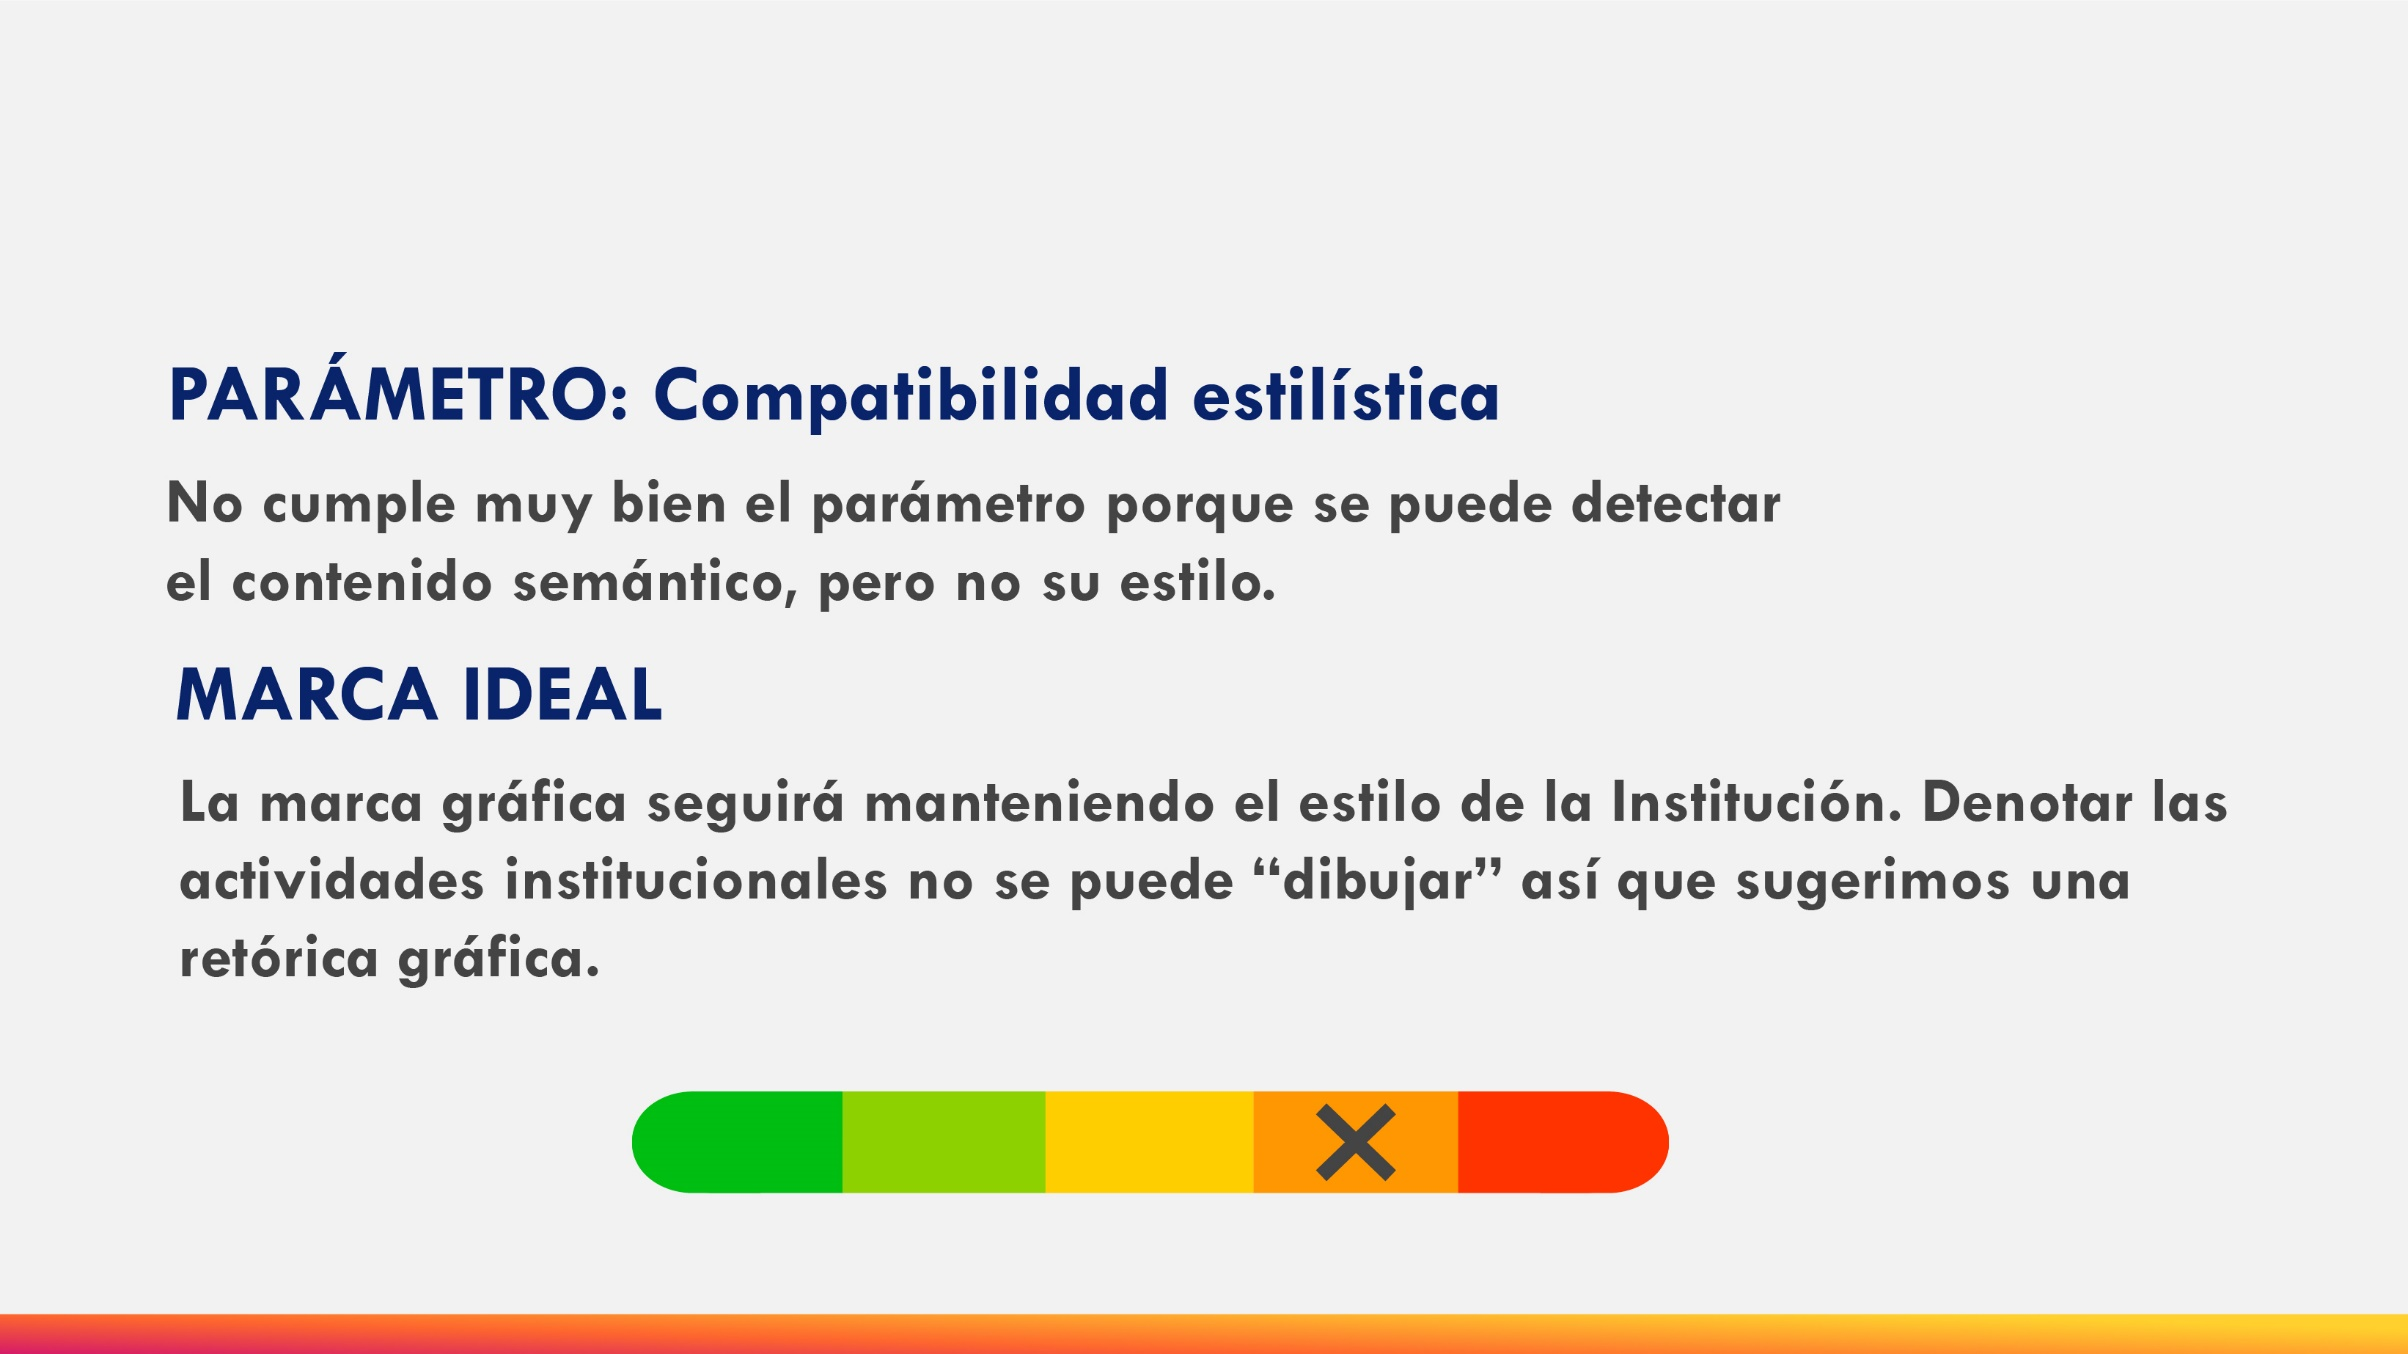 PARÁMETRO: Compatibilidad estilística
No cumple muy bien el parámetro porque se puede detectar
el contenido semántico, pero no su estilo.
MARCA IDEAL
La marca gráfica seguirá manteniendo el estilo de la Institución. Denotar las
actividades institucionales no se puede “dibujar” así que sugerimos una
retórica gráfica.